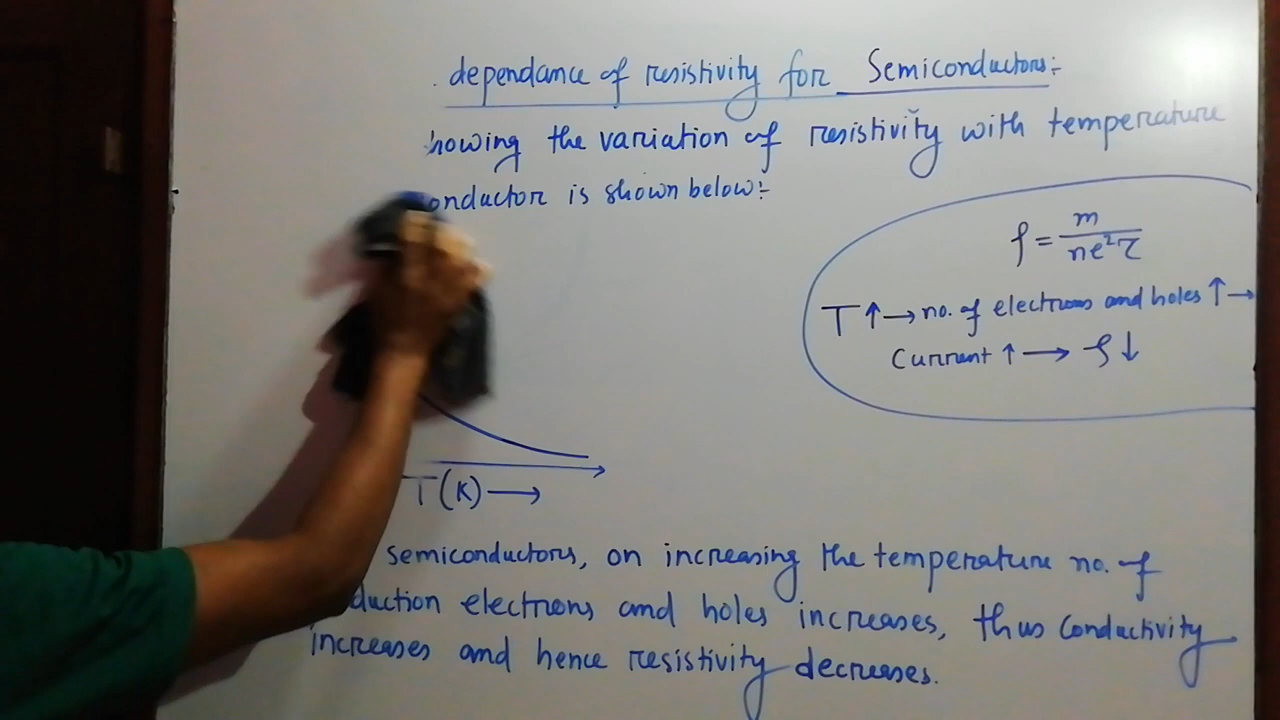 dependance of resistivity for Semiconductors:-
howing the variation of resistivity with temperature
onductor is shown below:-
ρ = m/ne²τ
T ↑ → no. of electrons and holes ↑ →
Current ↑ → ρ ↓
T(K) →
semiconductors, on increasing the temperature no. of
duction electrons and holes increases, thus conductivity
increases and hence resistivity decreases.